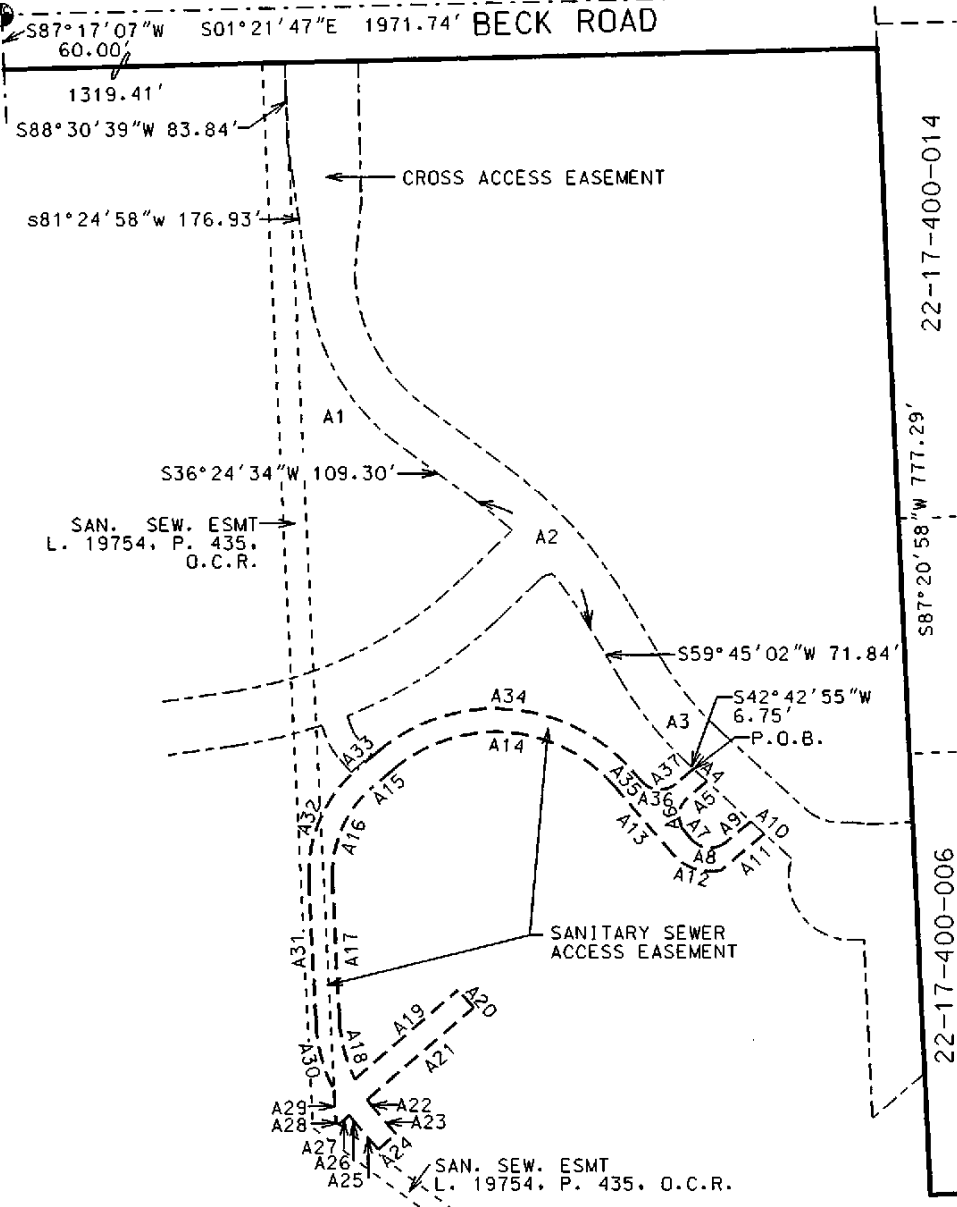 S87°17'07"W S01°21'47"E 1971.74' BECK ROAD
60.00'
1319.41'
S88°30'39"W 83.84'
CROSS ACCESS EASEMENT
22-17-400-014
s81°24'58"w 176.93'
A1
S87°20'58"W 777.29'
S36°24'34"W 109.30'
SAN. SEW. ESMT
L. 19754, P. 435,
O.C.R.
A2
S59°45'02"W 71.84'
S42°42'55"W
6.75'
P.O.B.
A3
A34
A14
A33
A15
A35
A37
A4
A36
A5
A6
A7
A9
A10
A8
A11
A12
A13
A32
A16
22-17-400-006
SANITARY SEWER
ACCESS EASEMENT
A31
A17
A19
A20
A21
A18
A30
A29
A22
A28
A23
A27
A24
A26
A25
SAN. SEW. ESMT
L. 19754, P. 435, O.C.R.